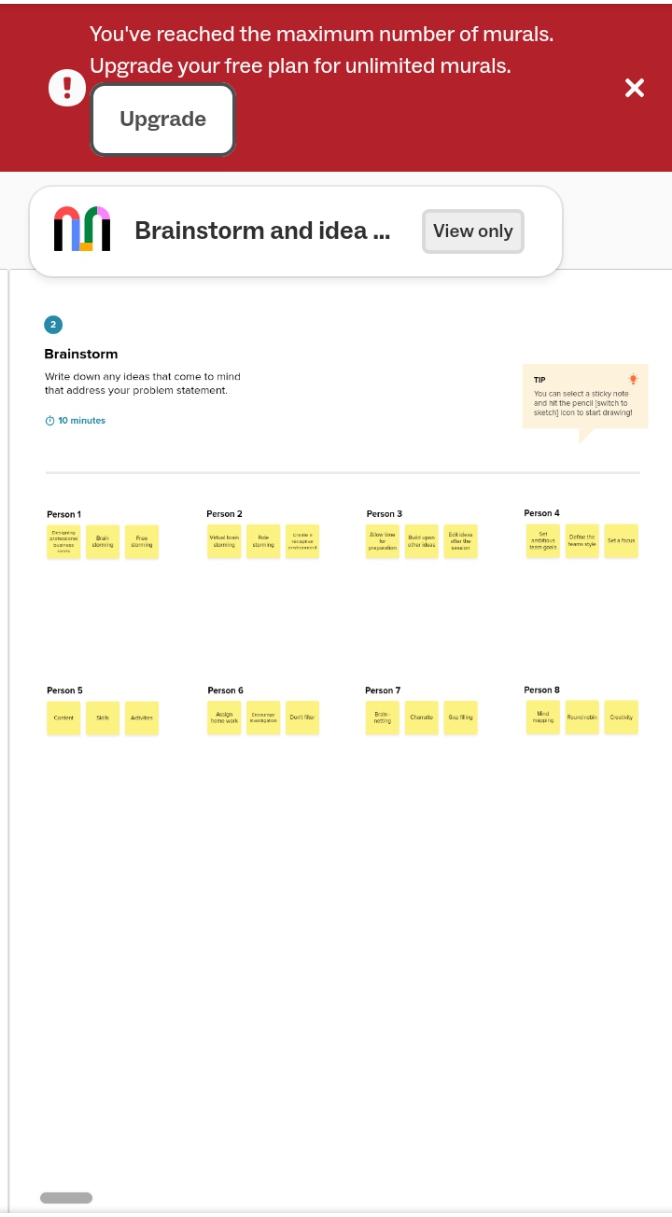 You've reached the maximum number of murals.
Upgrade your free plan for unlimited murals.
Upgrade
Brainstorm and idea ...
View only
2
Brainstorm
Write down any ideas that come to mind
that address your problem statement.
10 minutes
TIP
You can select a sticky note
and hit the pencil [switch to
sketch] icon to start drawing!
Person 1
Designing
professional
business
cards
Brain
storming
Free
storming
Person 2
Virtual brain
storming
Role
storming
Create a
receptive
environment
Person 3
Allow time
for
preparation
Build upon
other ideas
Edit ideas
after the
session
Person 4
Set
ambitious
team goals
Define the
teams style
Set a focus
Person 5
Content
Skills
Activities
Person 6
Assign
home work
Encourage
investigation
Don't filter
Person 7
Brain-
netting
Charrette
Gap filling
Person 8
Mind
mapping
Roundrobin
Creativity